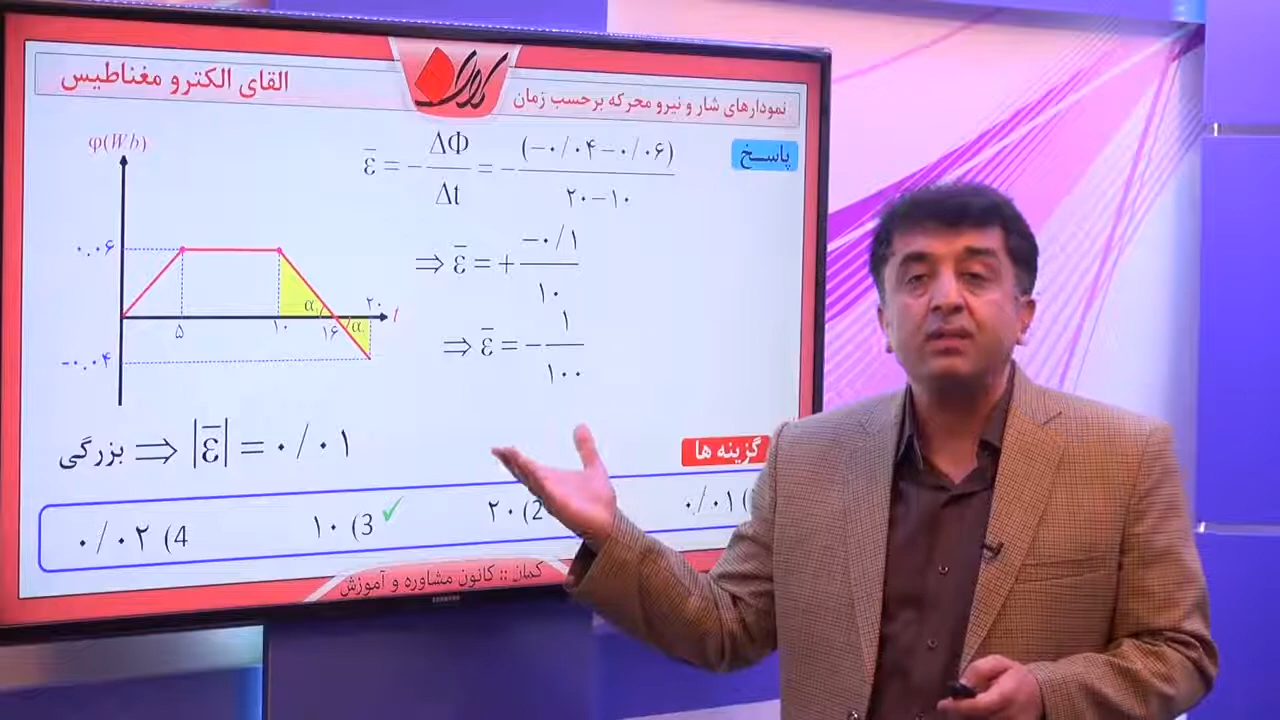 القای الکترو مغناطیس
نمودارهای شار و نیرو محرکه برحسب زمان
پاسخ
ε̄ = − ΔΦ/Δt = − (−۰/۰۴−۰/۰۶)/۲۰−۱۰
⇒ ε̄ = + −۰/۱/۱۰
⇒ ε̄ = − ۱/۱۰۰
φ(Wb)
۰.۰۶
α
۲۰
t
۵
۱۰
۱۶
α
−۰.۰۴
بزرگی ⇒ |ε̄| = ۰/۰۱
گزینه ها
۰/۰۱ (
۲۰ (2
۱۰ (3 ✓
۰/۰۲ (4
کمان :: کانون مشاوره و آموزش
SAMSUNG